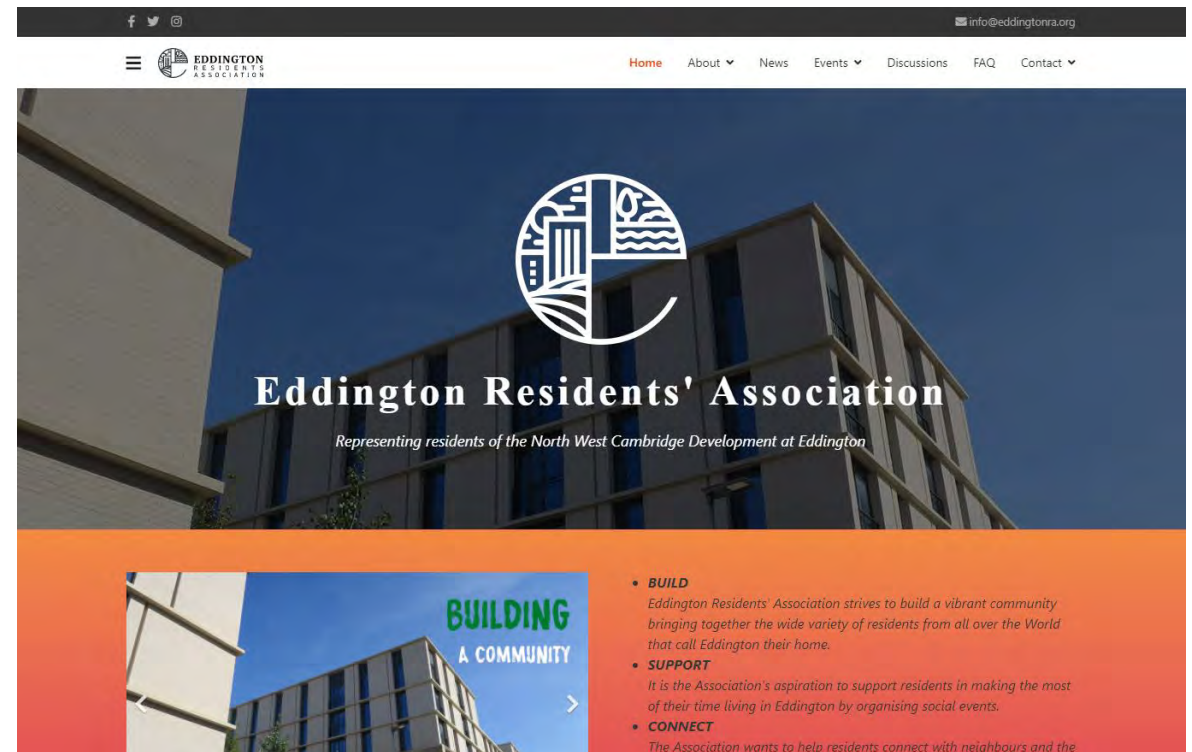 info@eddingtonra.org
EDDINGTON
RESIDENTS
ASSOCIATION
Home About News Events Discussions FAQ Contact
Eddington Residents' Association
Representing residents of the North West Cambridge Development at Eddington
BUILDING
A COMMUNITY
BUILD
Eddington Residents' Association strives to build a vibrant community
bringing together the wide variety of residents from all over the World
that call Eddington their home.
SUPPORT
It is the Association's aspiration to support residents in making the most
of their time living in Eddington by organising social events.
CONNECT
The Association wants to help residents connect with neighbours and the